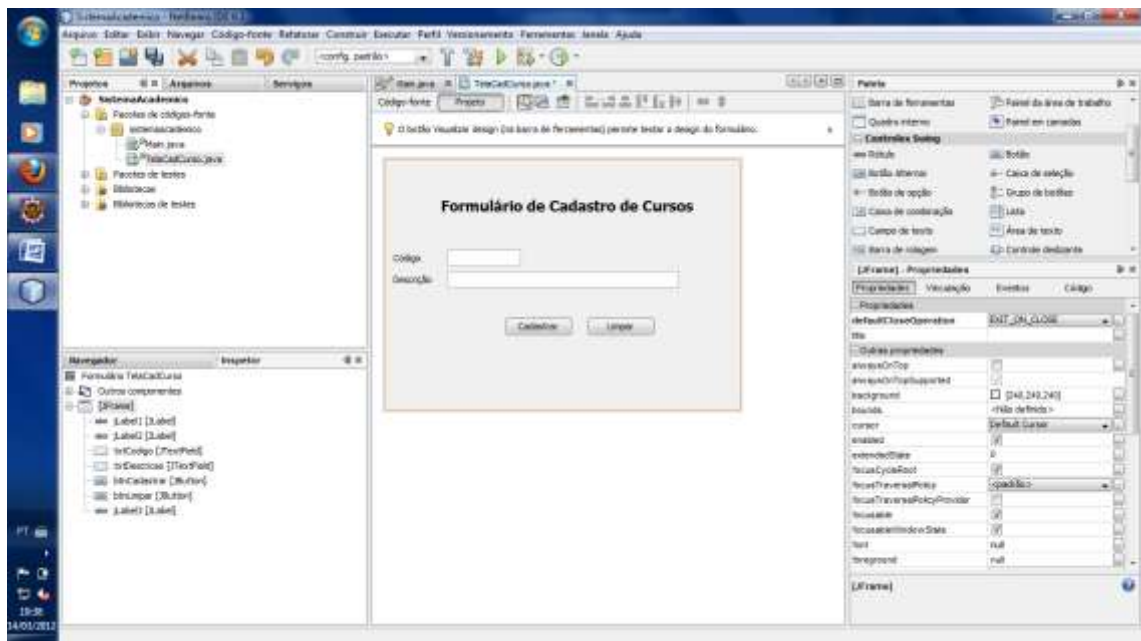 SistemaAcademico - NetBeans IDE 6.
Arquivo Editar Exibir Navegar Código-fonte Refatorar Construir Executar Perfil Versionamento Ferramentas Janela Ajuda
<config. padrão>
Projetos Arquivos Serviços
SistemaAcademico
Pacotes de códigos-fonte
sistemaacademico
Main.java
TelaCadCurso.java
Pacotes de testes
Bibliotecas
Bibliotecas de testes
Navegador Inspetor
Formulário TelaCadCurso
Outros componentes
[JFrame]
jLabel1 [JLabel]
jLabel2 [JLabel]
txtCodigo [JTextField]
txtDescricao [JTextField]
btnCadastrar [JButton]
btnLimpar [JButton]
jLabel3 [JLabel]
Main.java TelaCadCurso.java *
Código-fonte Projeto
O botão Visualizar design (na barra de ferramentas) permite testar o design do formulário.
Formulário de Cadastro de Cursos
Código
Descrição
Cadastrar Limpar
Paleta
Barra de ferramentas Painel da área de trabalho
Quadro interno Painel em camadas
Controles Swing
Rótulo Botão
Botão alternar Caixa de seleção
Botão de opção Grupo de botões
Caixa de combinação Lista
Campo de texto Área de texto
Barra de rolagem Controle deslizante
[JFrame] - Propriedades
Propriedades Vinculação Eventos Código
Propriedades
defaultCloseOperation EXIT_ON_CLOSE
title
Outras propriedades
alwaysOnTop
alwaysOnTopSupported
background [240,240,240]
bounds <Não definido>
cursor Default Cursor
enabled
extendedState 0
focusCycleRoot
focusTraversalPolicy <padrão>
focusTraversalPolicyProvider
focusable
focusableWindowState
font null
foreground null
[JFrame]
PT
19:38
14/03/2012